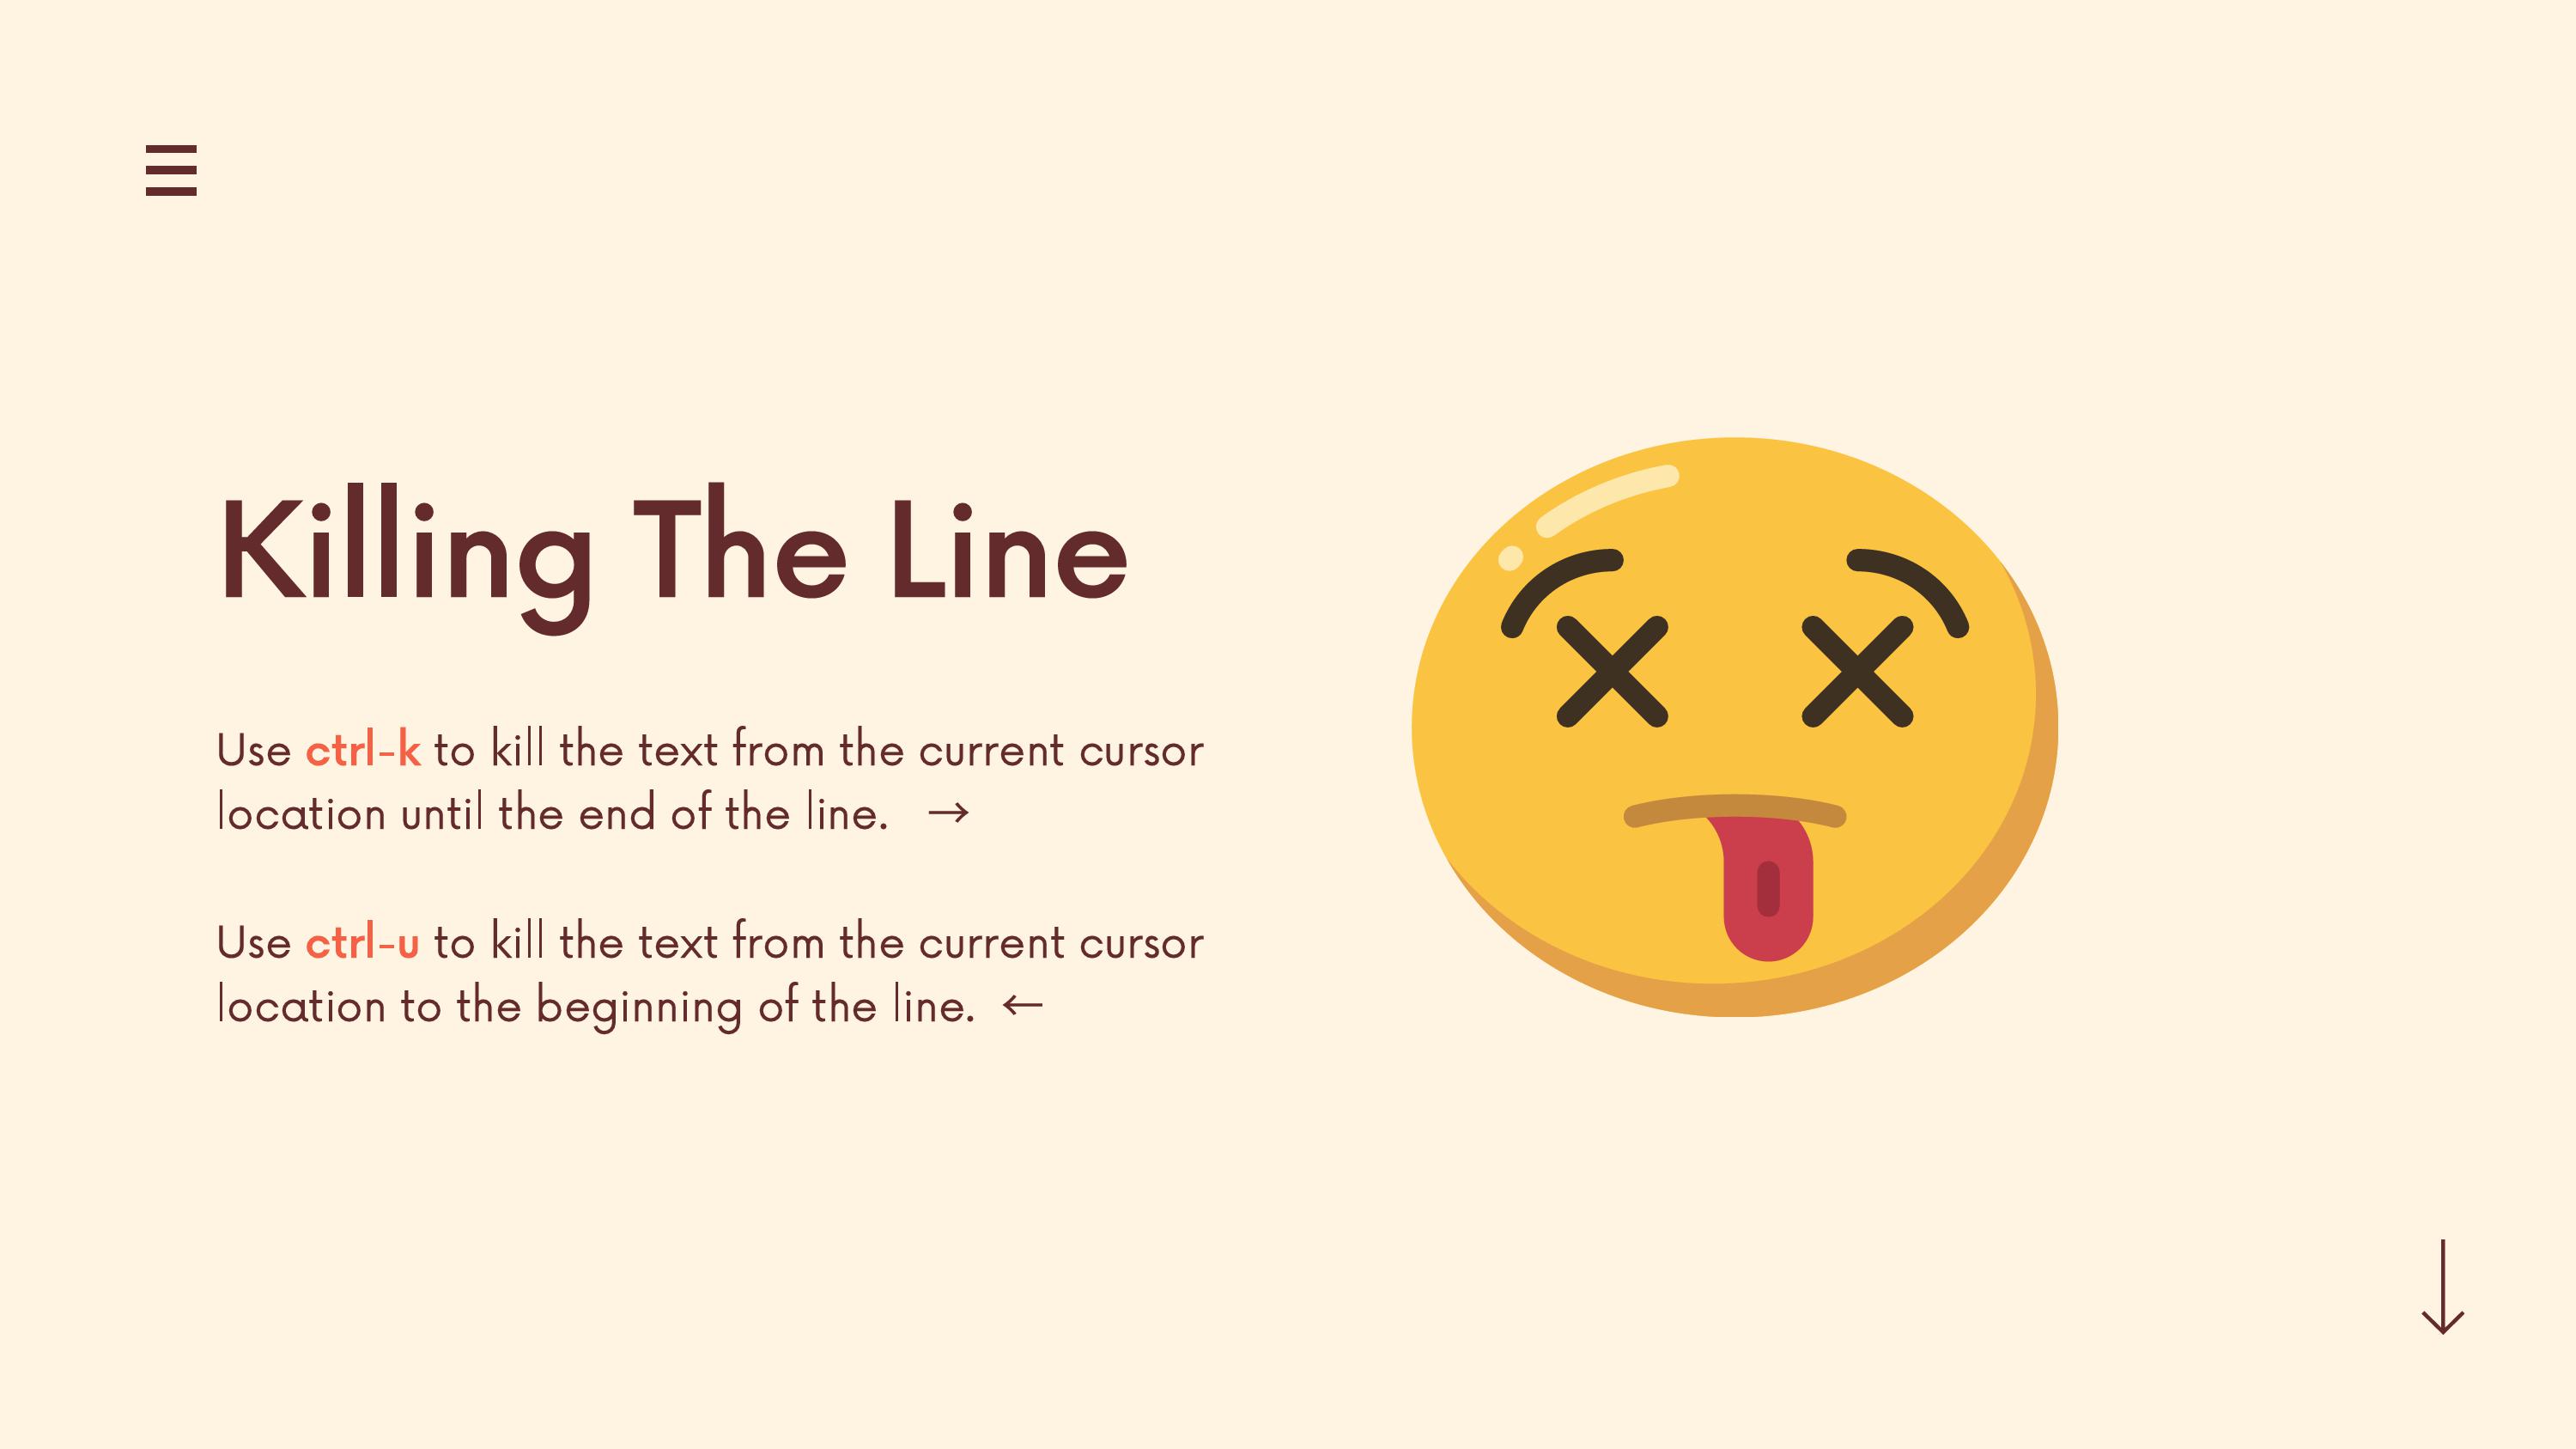 Killing The Line
Use ctrl-k to kill the text from the current cursor
location until the end of the line. →
Use ctrl-u to kill the text from the current cursor
location to the beginning of the line. ←